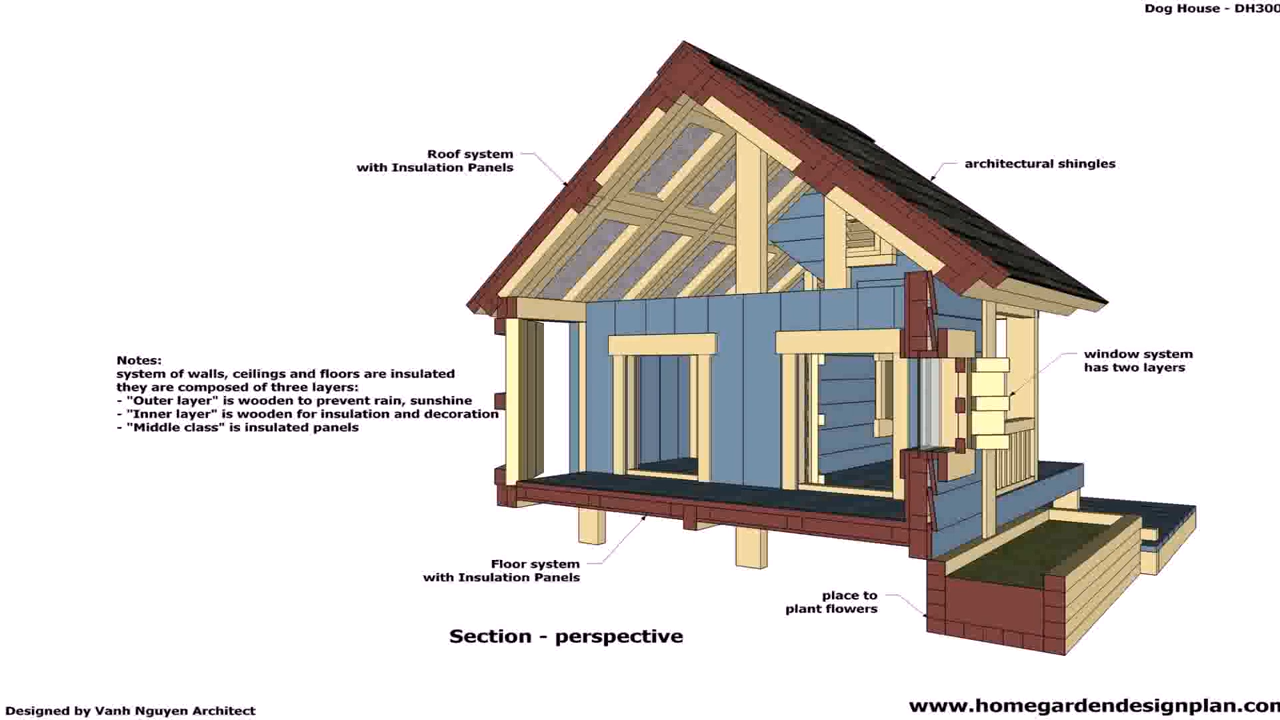 Dog House - DH300
Roof system
with Insulation Panels
architectural shingles
window system
has two layers
Notes:
system of walls, ceilings and floors are insulated
they are composed of three layers:
- "Outer layer" is wooden to prevent rain, sunshine
- "Inner layer" is wooden for insulation and decoration
- "Middle class" is insulated panels
Floor system
with Insulation Panels
place to
plant flowers
Section - perspective
Designed by Vanh Nguyen Architect
www.homegardendesignplan.com